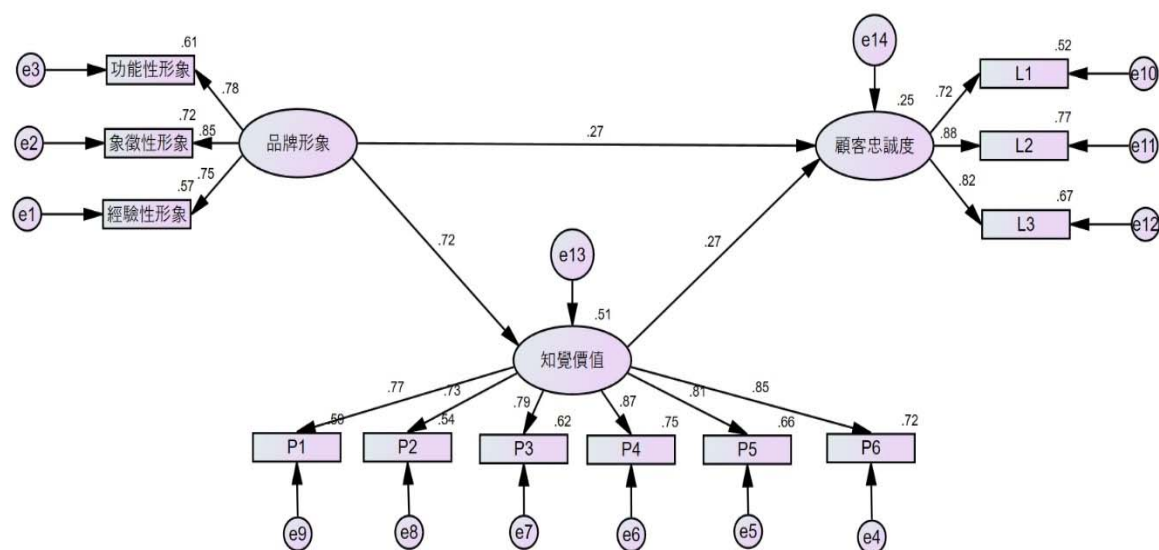 .61
e3
功能性形象
.78
.72
e2
象徵性形象
.85
品牌形象
.57
.75
e1
經驗性形象
.27
.72
e14
.25
顧客忠誠度
.27
.72
.52
L1
e10
.88
.77
L2
e11
.82
.67
L3
e12
e13
.51
知覺價值
.77
.73
.79
.87
.81
.85
.54
.62
.75
.66
.72
P1
P2
P3
P4
P5
P6
e9
e8
e7
e6
e5
e4